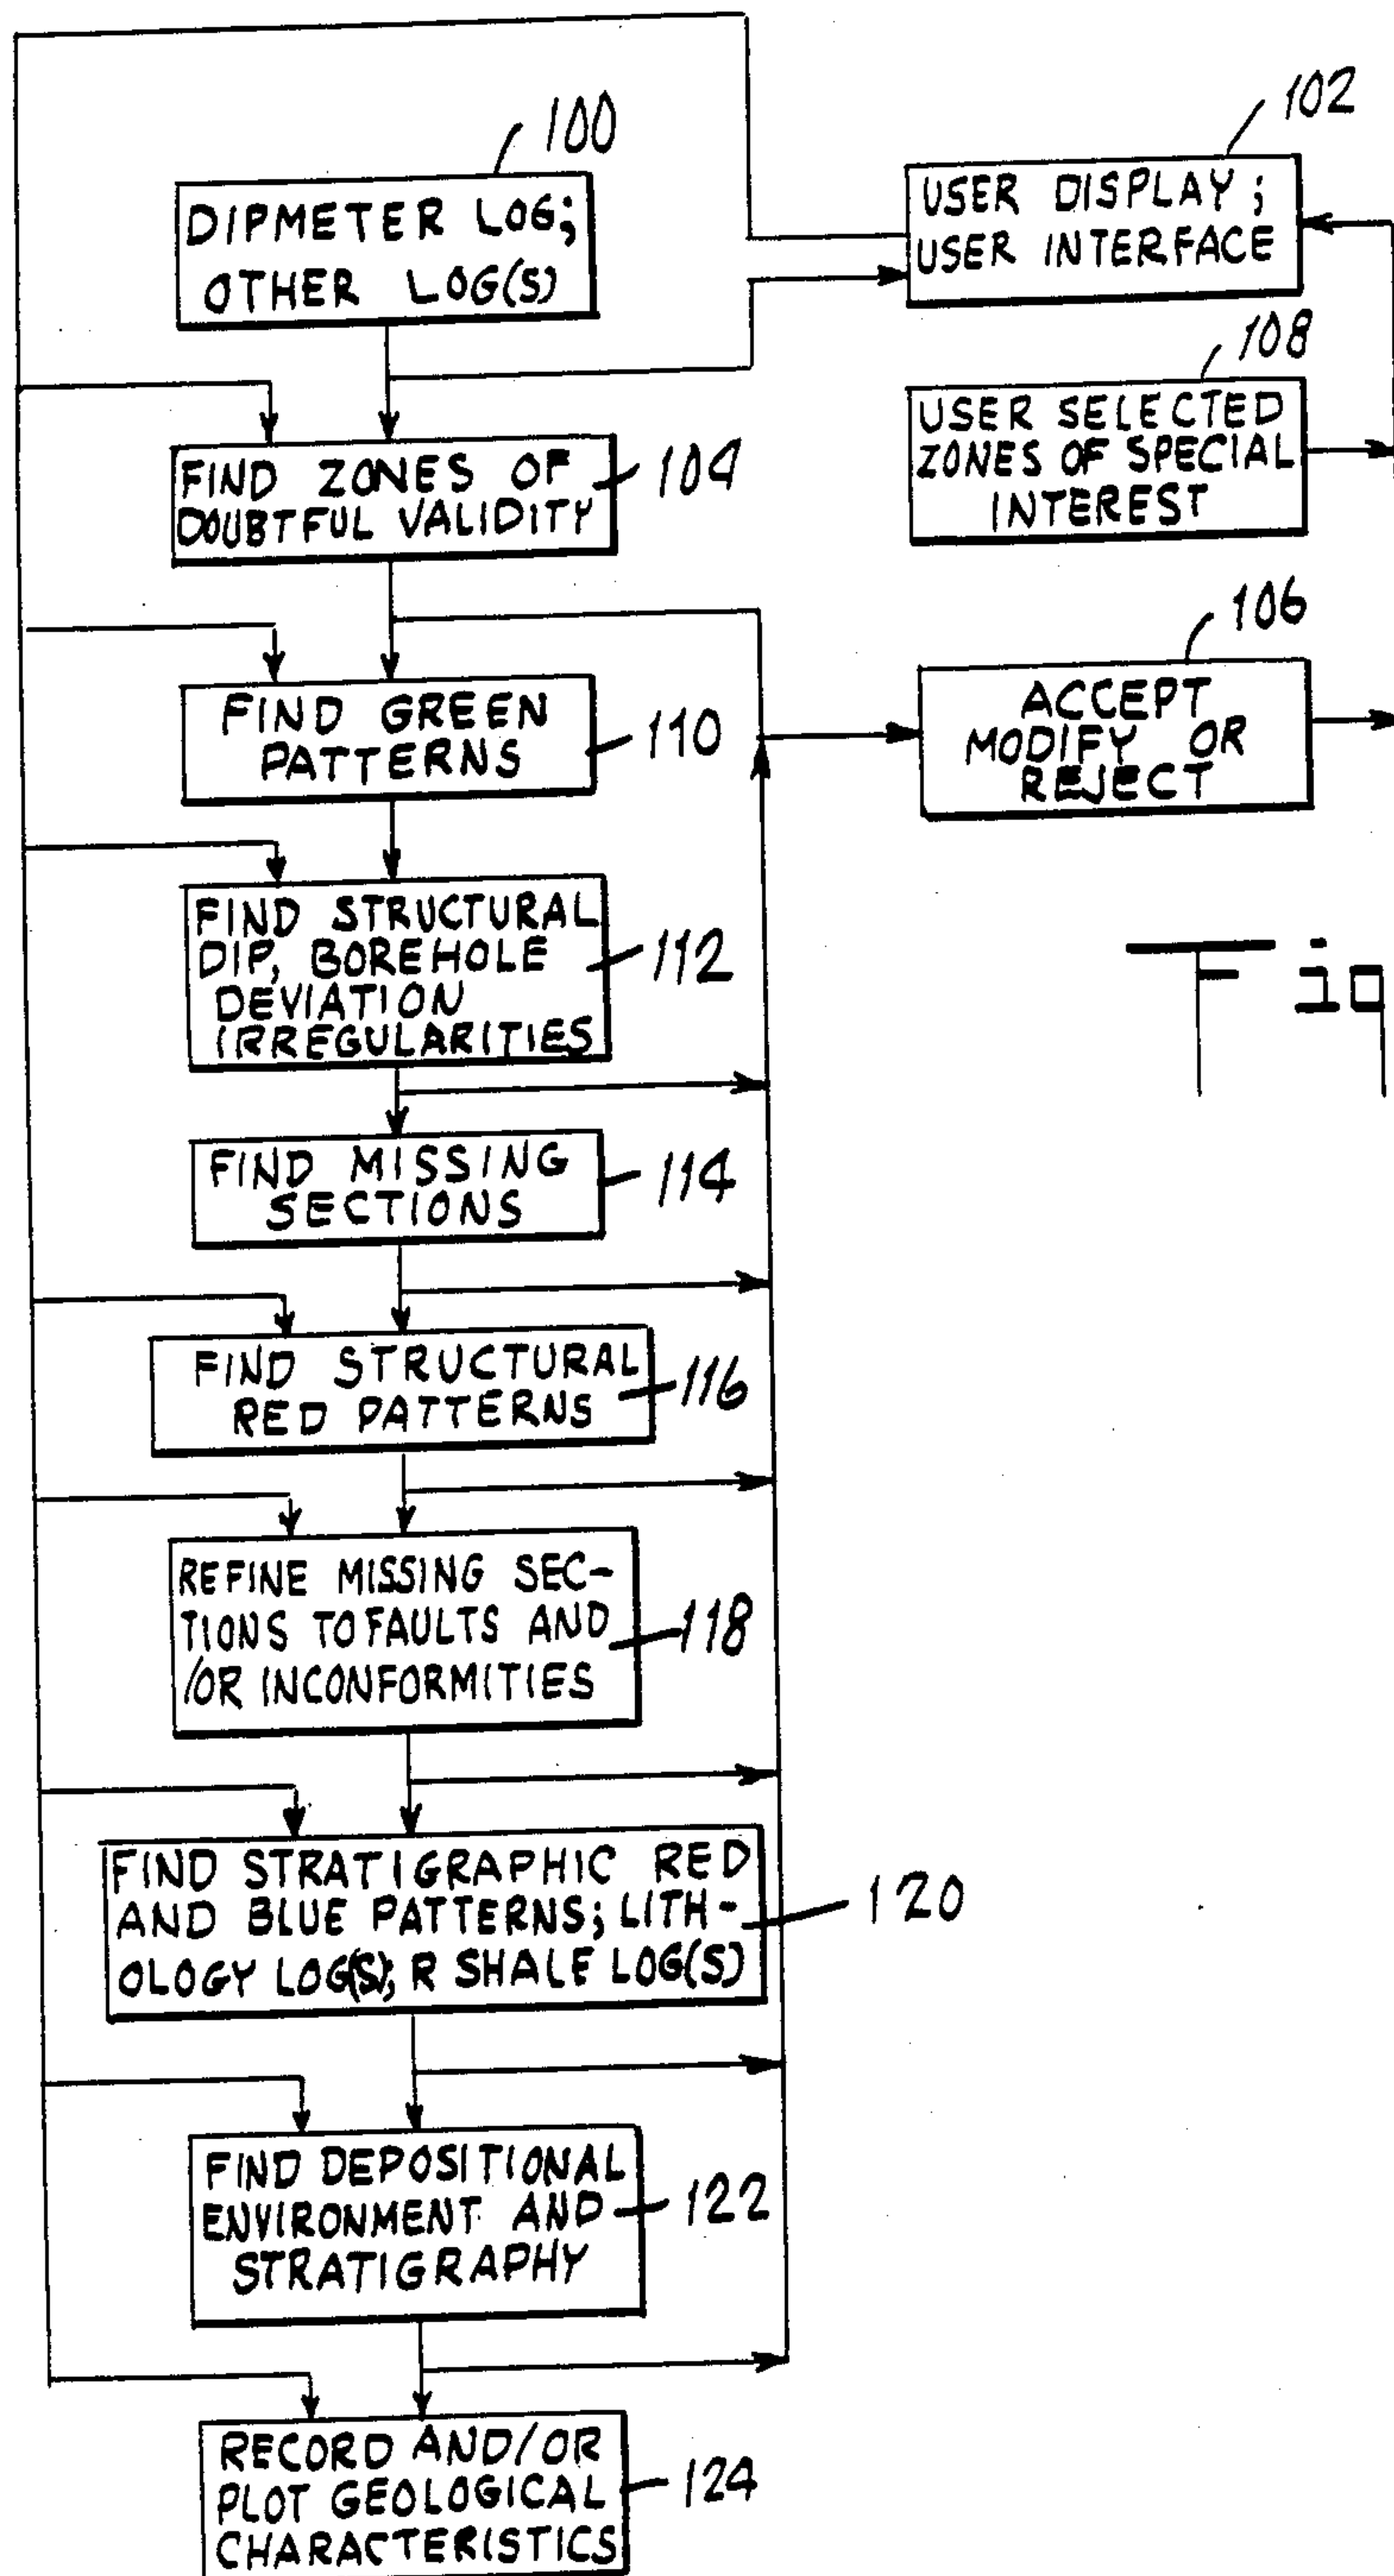 100
DIPMETER LOG;
OTHER LOG(S)
102
USER DISPLAY;
USER INTERFACE
108
USER SELECTED
ZONES OF SPECIAL
INTEREST
104
FIND ZONES OF
DOUBTFUL VALIDITY
106
ACCEPT
MODIFY OR
REJECT
FIND GREEN
PATTERNS
110
FIND STRUCTURAL
DIP, BOREHOLE
DEVIATION
IRREGULARITIES
112
Fig
FIND MISSING
SECTIONS
114
FIND STRUCTURAL
RED PATTERNS
116
REFINE MISSING SEC-
TIONS TO FAULTS AND
/OR INCONFORMITIES
118
FIND STRATIGRAPHIC RED
AND BLUE PATTERNS; LITH-
OLOGY LOG(S); R SHALE LOG(S)
120
FIND DEPOSITIONAL
ENVIRONMENT AND
STRATIGRAPHY
122
RECORD AND/OR
PLOT GEOLOGICAL
CHARACTERISTICS
124